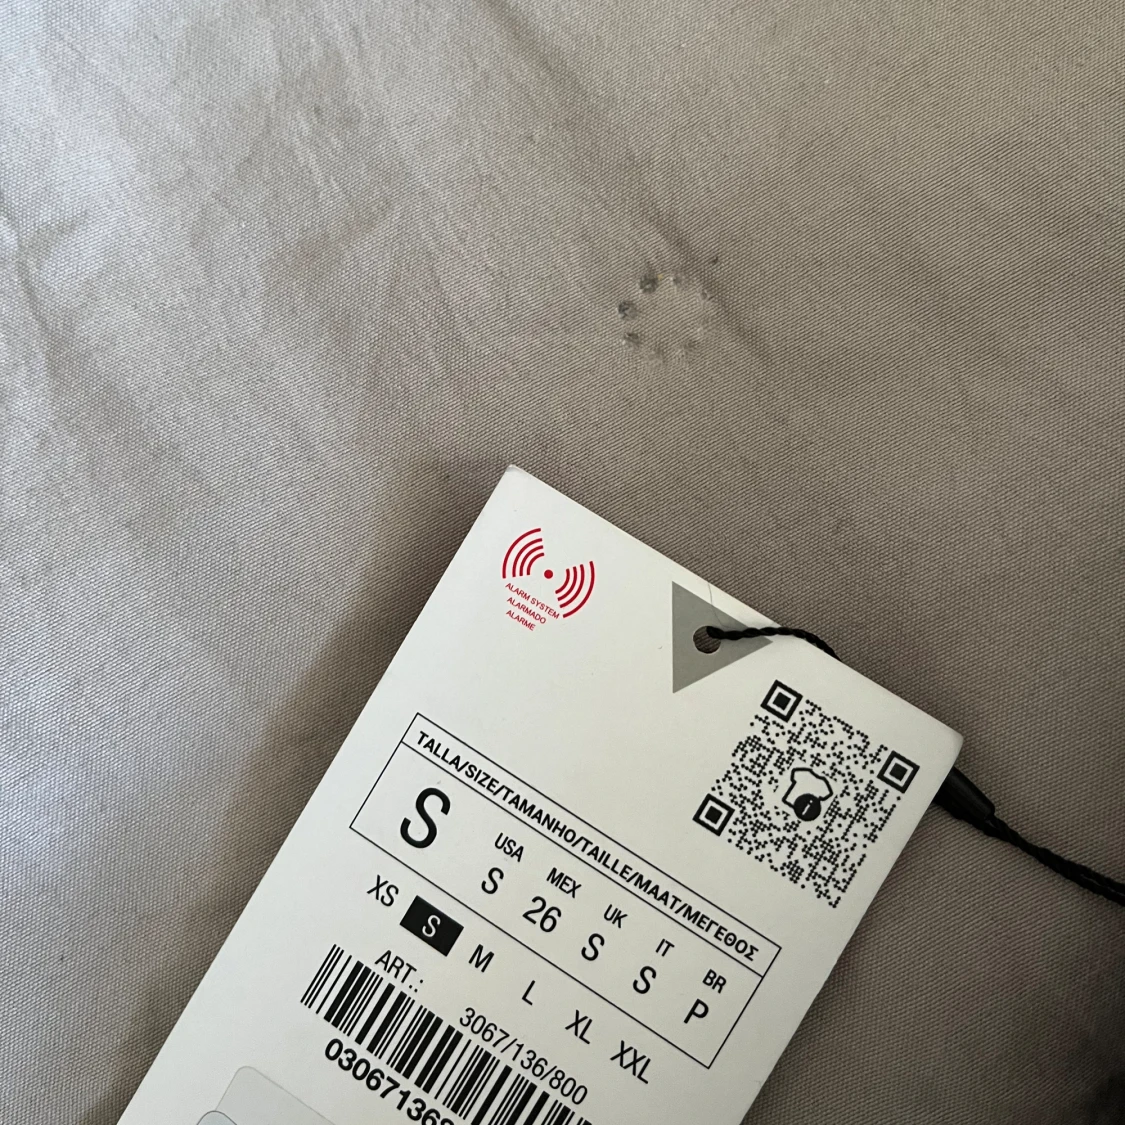 ALARM SYSTEM
ALARMADO
ALARME
TALLA/SIZE/TAMANHO/TAILLE/MAAT/ΜΕΓΕΘΟΣ
S
USA MEX UK IT BR
S 26 S S P
XS S M L XL XXL
ART.: 3067/136/800